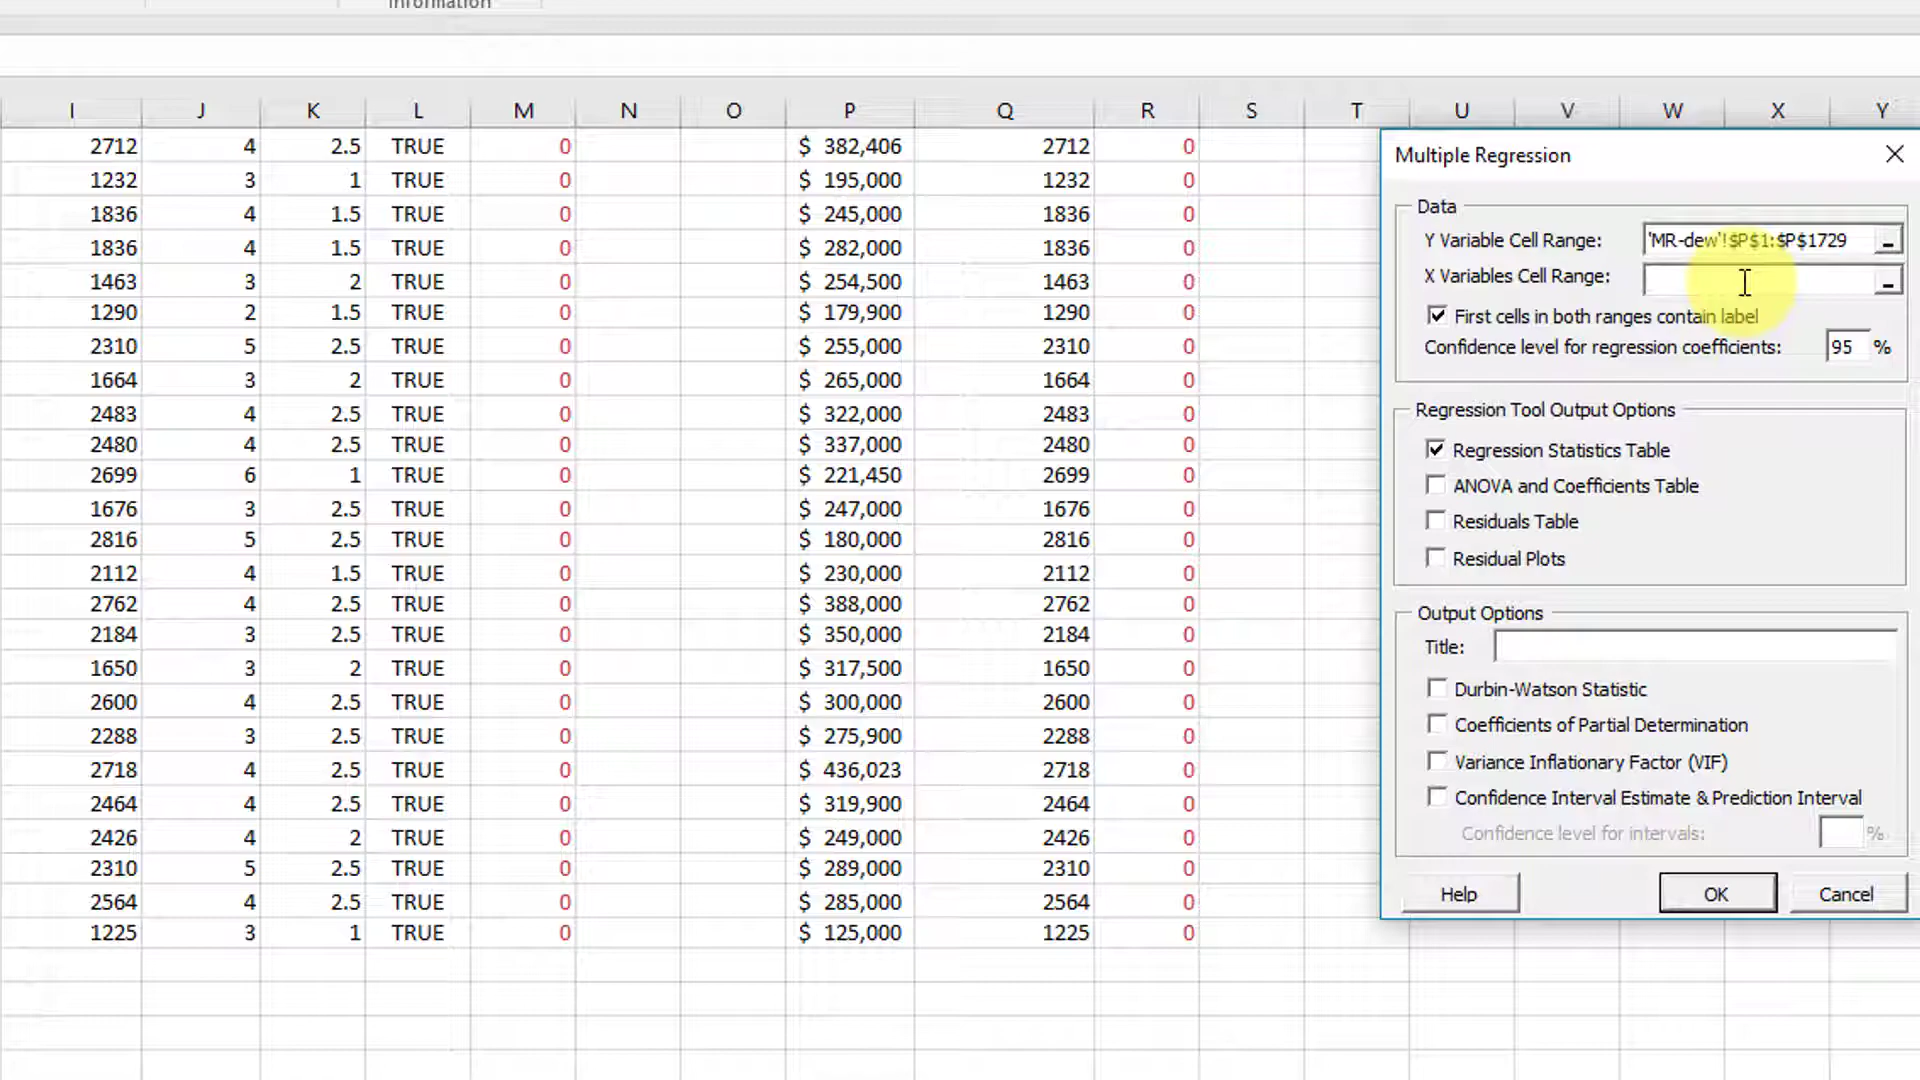 information
I J K L M N O P Q R S T U V W X Y
2712 4 2.5 TRUE 0 $ 382,406 2712 0
1232 3 1 TRUE 0 $ 195,000 1232 0
1836 4 1.5 TRUE 0 $ 245,000 1836 0
1836 4 1.5 TRUE 0 $ 282,000 1836 0
1463 3 2 TRUE 0 $ 254,500 1463 0
1290 2 1.5 TRUE 0 $ 179,900 1290 0
2310 5 2.5 TRUE 0 $ 255,000 2310 0
1664 3 2 TRUE 0 $ 265,000 1664 0
2483 4 2.5 TRUE 0 $ 322,000 2483 0
2480 4 2.5 TRUE 0 $ 337,000 2480 0
2699 6 1 TRUE 0 $ 221,450 2699 0
1676 3 2.5 TRUE 0 $ 247,000 1676 0
2816 5 2.5 TRUE 0 $ 180,000 2816 0
2112 4 1.5 TRUE 0 $ 230,000 2112 0
2762 4 2.5 TRUE 0 $ 388,000 2762 0
2184 3 2.5 TRUE 0 $ 350,000 2184 0
1650 3 2 TRUE 0 $ 317,500 1650 0
2600 4 2.5 TRUE 0 $ 300,000 2600 0
2288 3 2.5 TRUE 0 $ 275,900 2288 0
2718 4 2.5 TRUE 0 $ 436,023 2718 0
2464 4 2.5 TRUE 0 $ 319,900 2464 0
2426 4 2 TRUE 0 $ 249,000 2426 0
2310 5 2.5 TRUE 0 $ 289,000 2310 0
2564 4 2.5 TRUE 0 $ 285,000 2564 0
1225 3 1 TRUE 0 $ 125,000 1225 0
Multiple Regression
Data
Y Variable Cell Range: 'MR-dew'!$P$1:$P$1729
X Variables Cell Range:
First cells in both ranges contain label
Confidence level for regression coefficients: 95 %
Regression Tool Output Options
Regression Statistics Table
ANOVA and Coefficients Table
Residuals Table
Residual Plots
Output Options
Title:
Durbin-Watson Statistic
Coefficients of Partial Determination
Variance Inflationary Factor (VIF)
Confidence Interval Estimate & Prediction Interval
Confidence level for intervals: %
Help OK Cancel